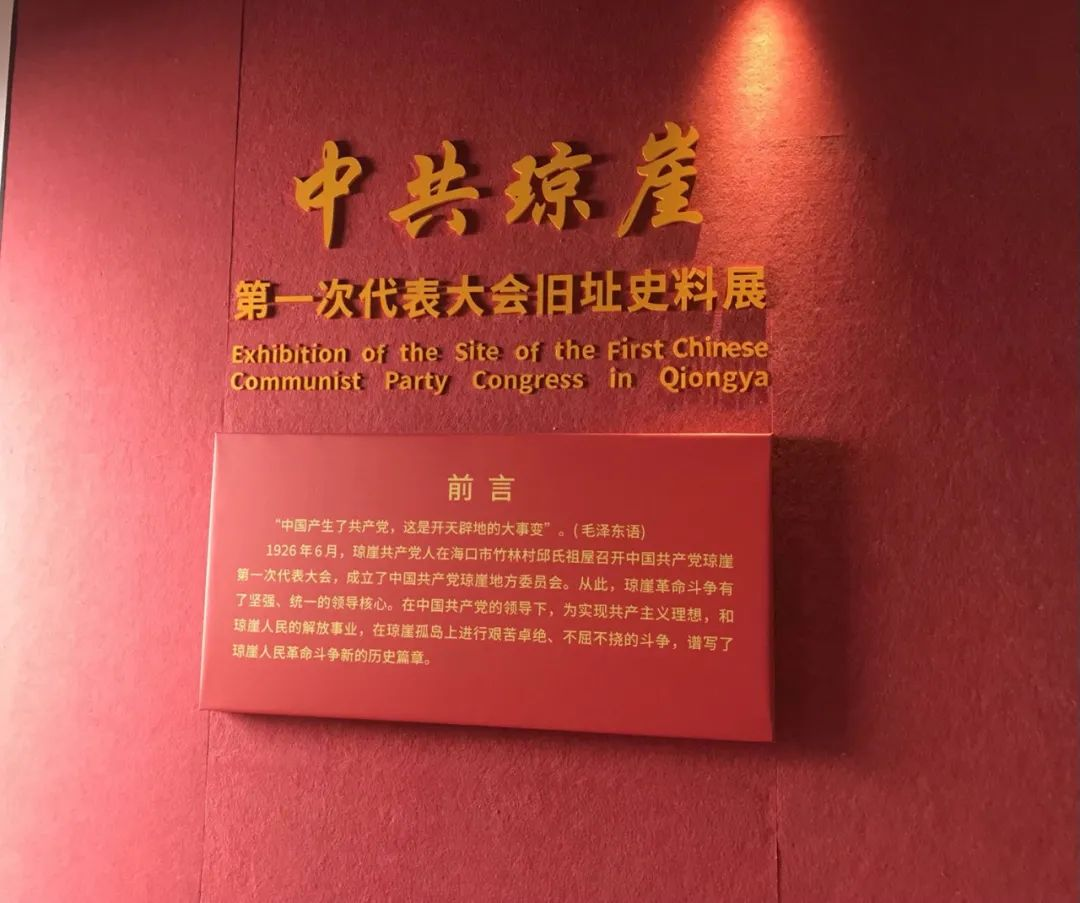 中共琼崖
第一次代表大会旧址史料展
Exhibition of the Site of the First Chinese
Communist Party Congress in Qiongya
前言
“中国产生了共产党，这是开天辟地的大事变”。(毛泽东语)
1926年6月，琼崖共产党人在海口市竹林村邱氏祖屋召开中国共产党琼崖
第一次代表大会，成立了中国共产党琼崖地方委员会。从此，琼崖革命斗争有
了坚强、统一的领导核心。在中国共产党的领导下，为实现共产主义理想，和
琼崖人民的解放事业，在琼崖孤岛上进行艰苦卓绝、不屈不挠的斗争，谱写了
琼崖人民革命斗争新的历史篇章。